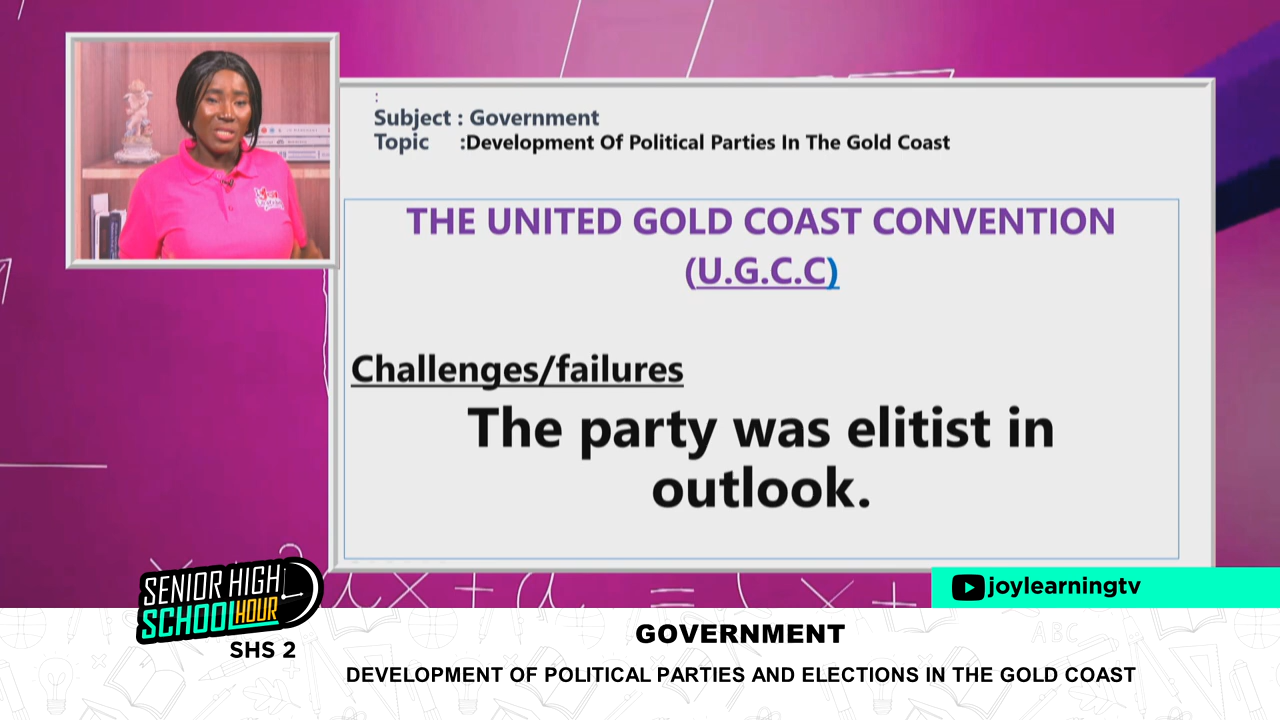 :
Subject : Government
Topic :Development Of Political Parties In The Gold Coast
THE UNITED GOLD COAST CONVENTION
(U.G.C.C)
Challenges/failures
The party was elitist in
outlook.
SENIOR HIGH
SCHOOL HOUR
SHS 2
joylearningtv
GOVERNMENT
DEVELOPMENT OF POLITICAL PARTIES AND ELECTIONS IN THE GOLD COAST
ABC